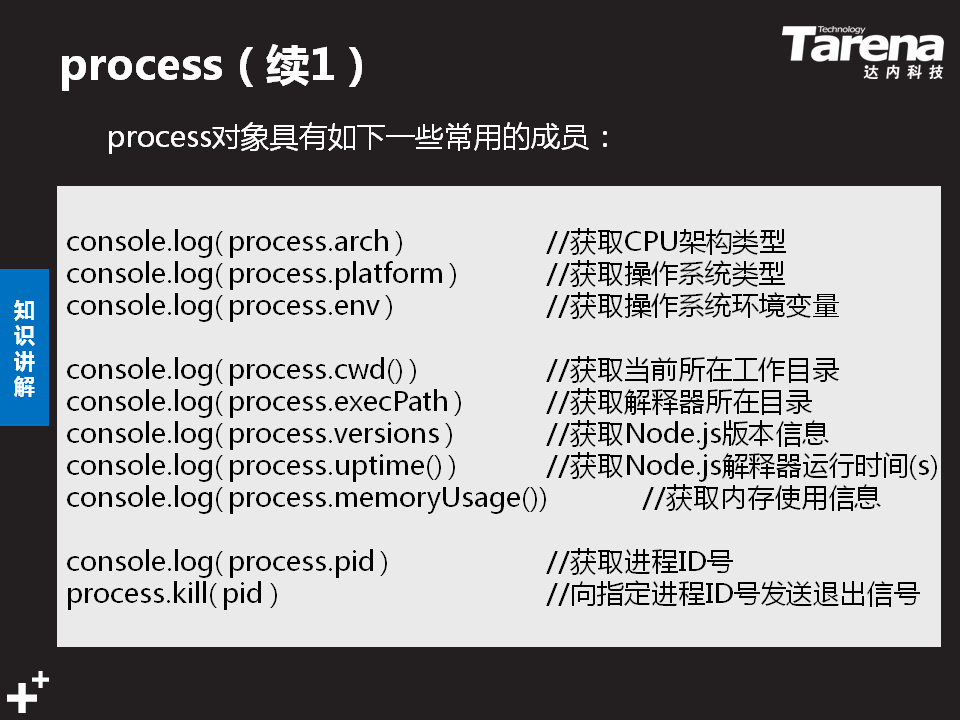 process（续1）
Technology
Tarena
达内科技
process对象具有如下一些常用的成员：
console.log( process.arch ) //获取CPU架构类型
console.log( process.platform ) //获取操作系统类型
console.log( process.env ) //获取操作系统环境变量
console.log( process.cwd() ) //获取当前所在工作目录
console.log( process.execPath ) //获取解释器所在目录
console.log( process.versions ) //获取Node.js版本信息
console.log( process.uptime() ) //获取Node.js解释器运行时间(s)
console.log( process.memoryUsage()) //获取内存使用信息
console.log( process.pid ) //获取进程ID号
process.kill( pid ) //向指定进程ID号发送退出信号
知识讲解